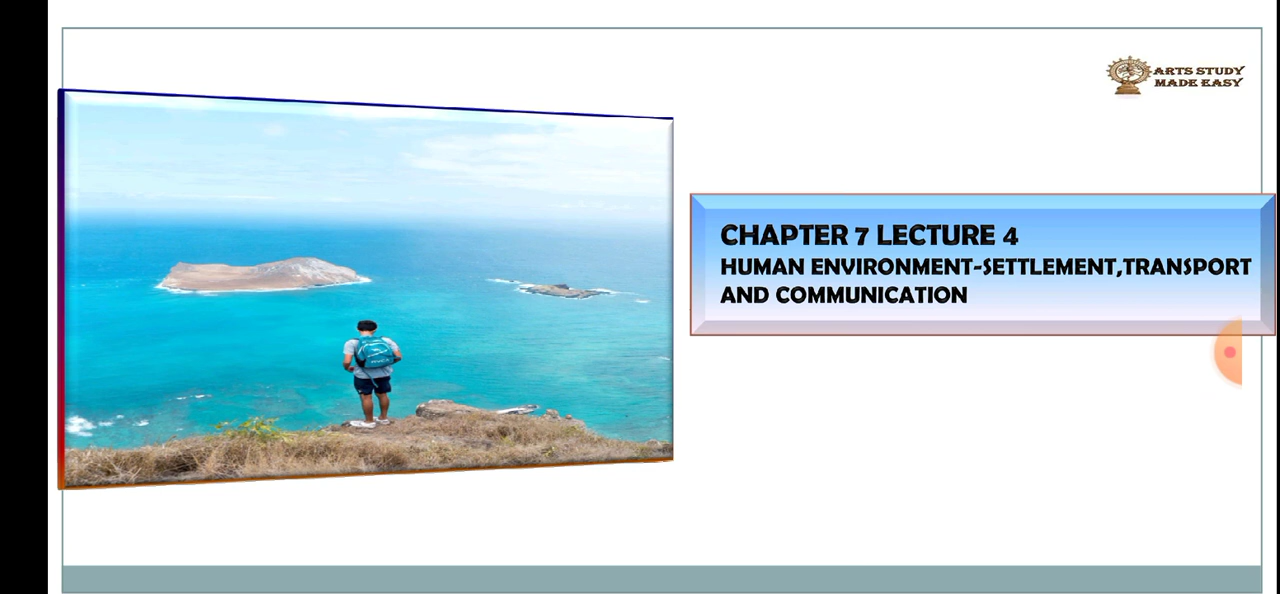 ARTS STUDY
MADE EASY
CHAPTER 7 LECTURE 4
HUMAN ENVIRONMENT-SETTLEMENT,TRANSPORT
AND COMMUNICATION